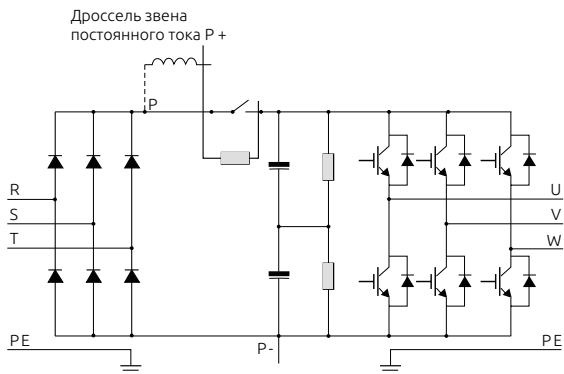 Дроссель звена
постоянного тока P +
P
R
S
T
U
V
W
PE
P-
PE